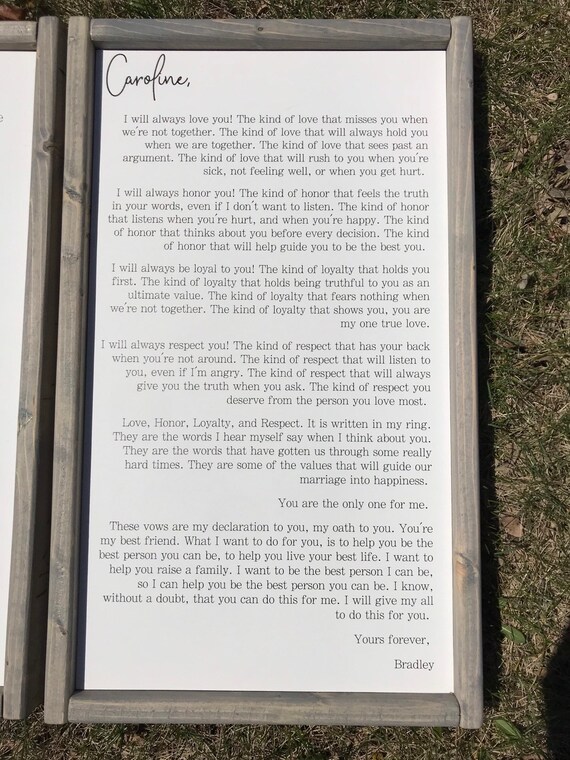 Caroline,
I will always love you! The kind of love that misses you when
we're not together. The kind of love that will always hold you
when we are together. The kind of love that sees past an
argument. The kind of love that will rush to you when you're
sick, not feeling well, or when you get hurt.
I will always honor you! The kind of honor that feels the truth
in your words, even if I don't want to listen. The kind of honor
that listens when you're hurt, and when you're happy. The kind
of honor that thinks about you before every decision. The kind
of honor that will help guide you to be the best you.
I will always be loyal to you! The kind of loyalty that holds you
first. The kind of loyalty that holds being truthful to you as an
ultimate value. The kind of loyalty that fears nothing when
we're not together. The kind of loyalty that shows you, you are
my one true love.
I will always respect you! The kind of respect that has your back
when you're not around. The kind of respect that will listen to
you, even if I'm angry. The kind of respect that will always
give you the truth when you ask. The kind of respect you
deserve from the person you love most.
Love, Honor, Loyalty, and Respect. It is written in my ring.
They are the words I hear myself say when I think about you.
They are the words that have gotten us through some really
hard times. They are some of the values that will guide our
marriage into happiness.
You are the only one for me.
These vows are my declaration to you, my oath to you. You're
my best friend. What I want to do for you, is to help you be the
best person you can be, to help you live your best life. I want to
help you raise a family. I want to be the best person I can be,
so I can help you be the best person you can be. I know,
without a doubt, that you can do this for me. I will give my all
to do this for you.
Yours forever,
Bradley